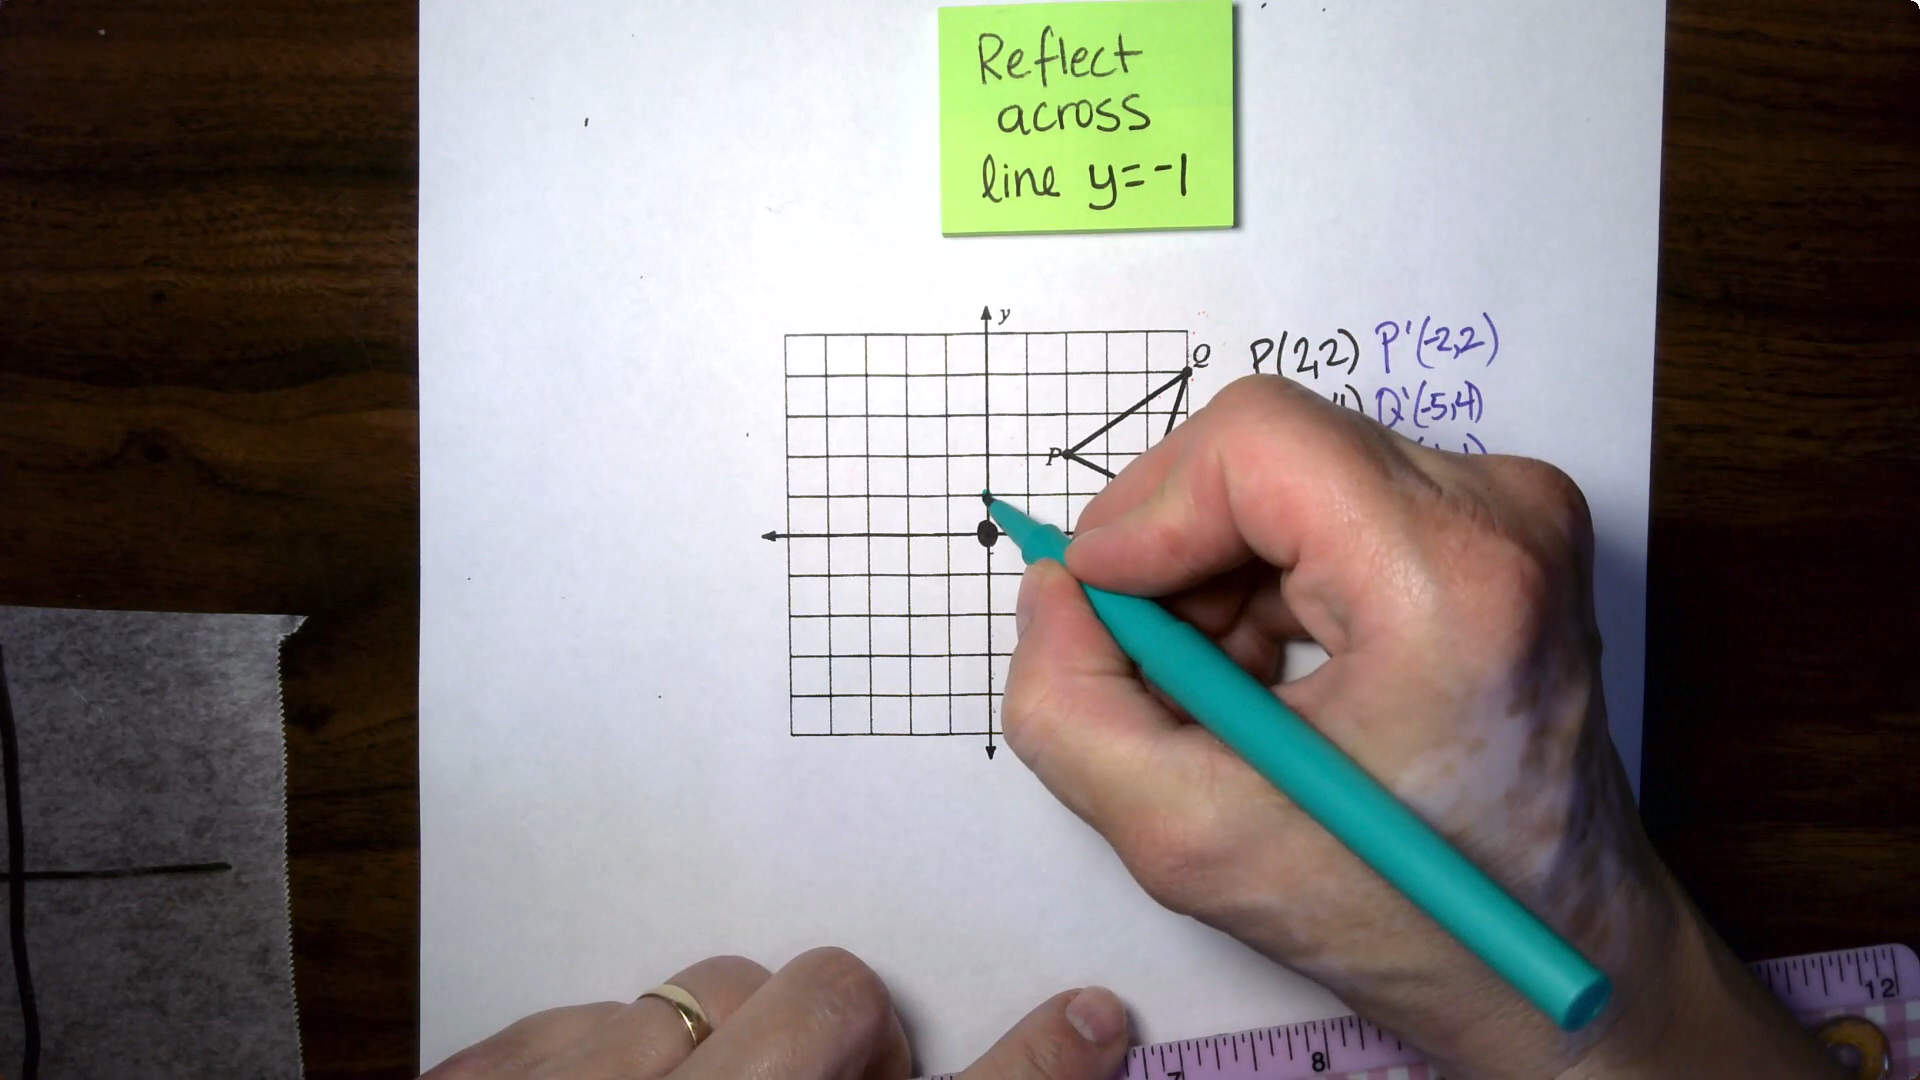 Reflect
across
line y=-1
y
Q
P(2,2) P'(-2,2)
Q'(-5,4)
P
12
8
7